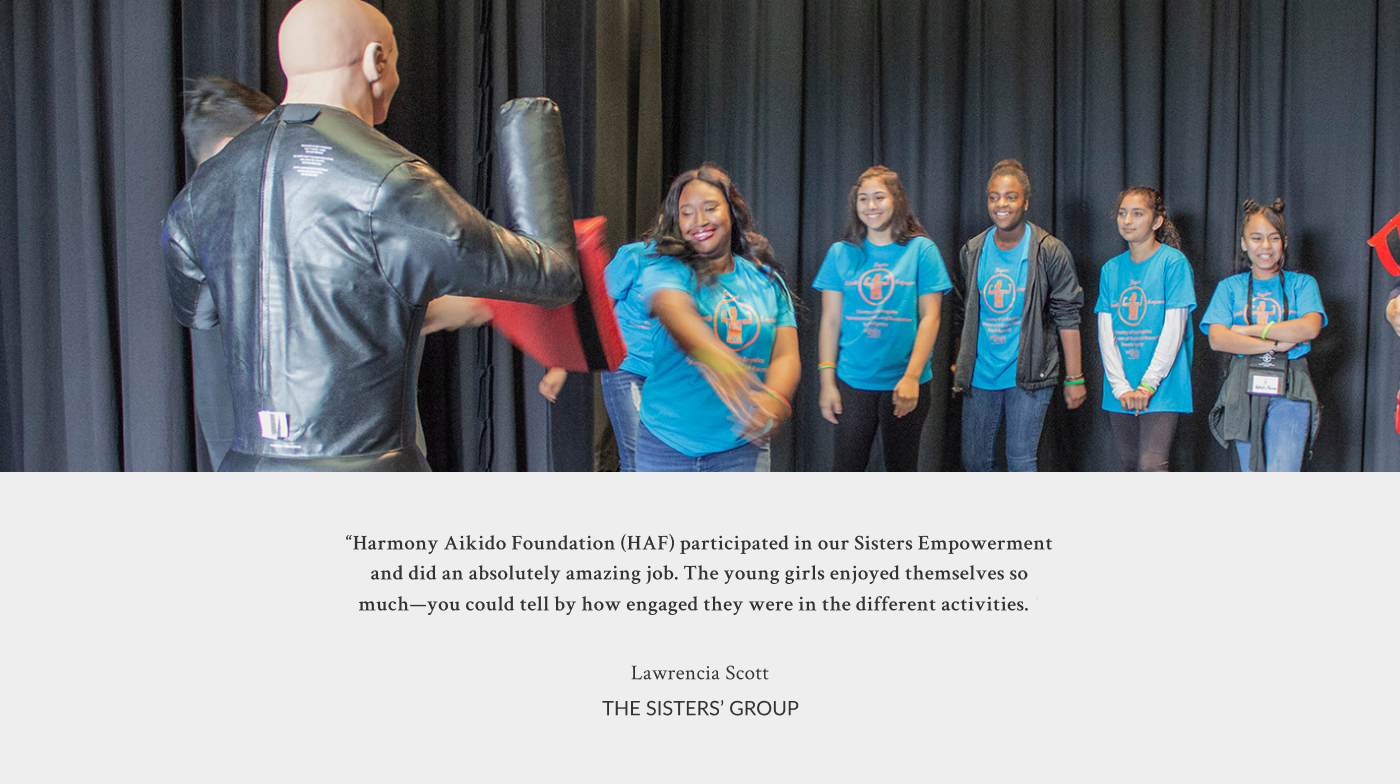 “Harmony Aikido Foundation (HAF) participated in our Sisters Empowerment
and did an absolutely amazing job. The young girls enjoyed themselves so
much—you could tell by how engaged they were in the different activities.
Lawrencia Scott
THE SISTERS’ GROUP